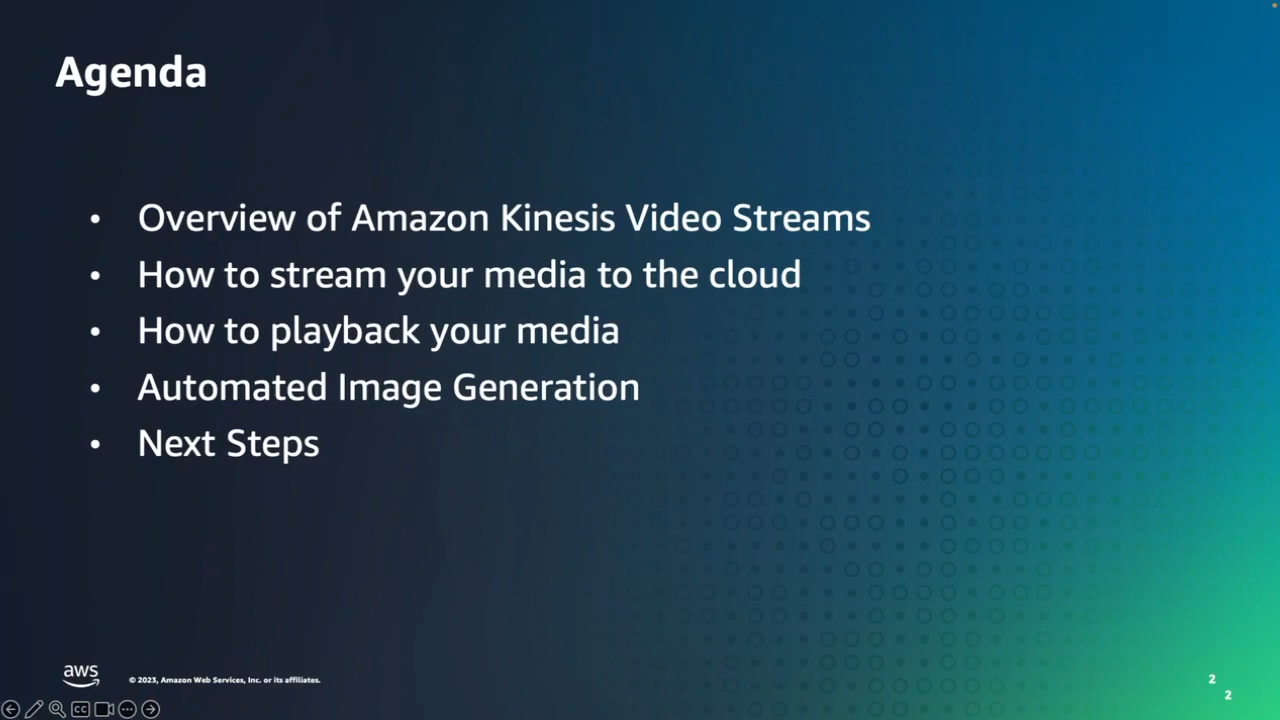 Agenda
• Overview of Amazon Kinesis Video Streams
• How to stream your media to the cloud
• How to playback your media
• Automated Image Generation
• Next Steps
aws
© 2023, Amazon Web Services, Inc. or its affiliates.
2
2
CC